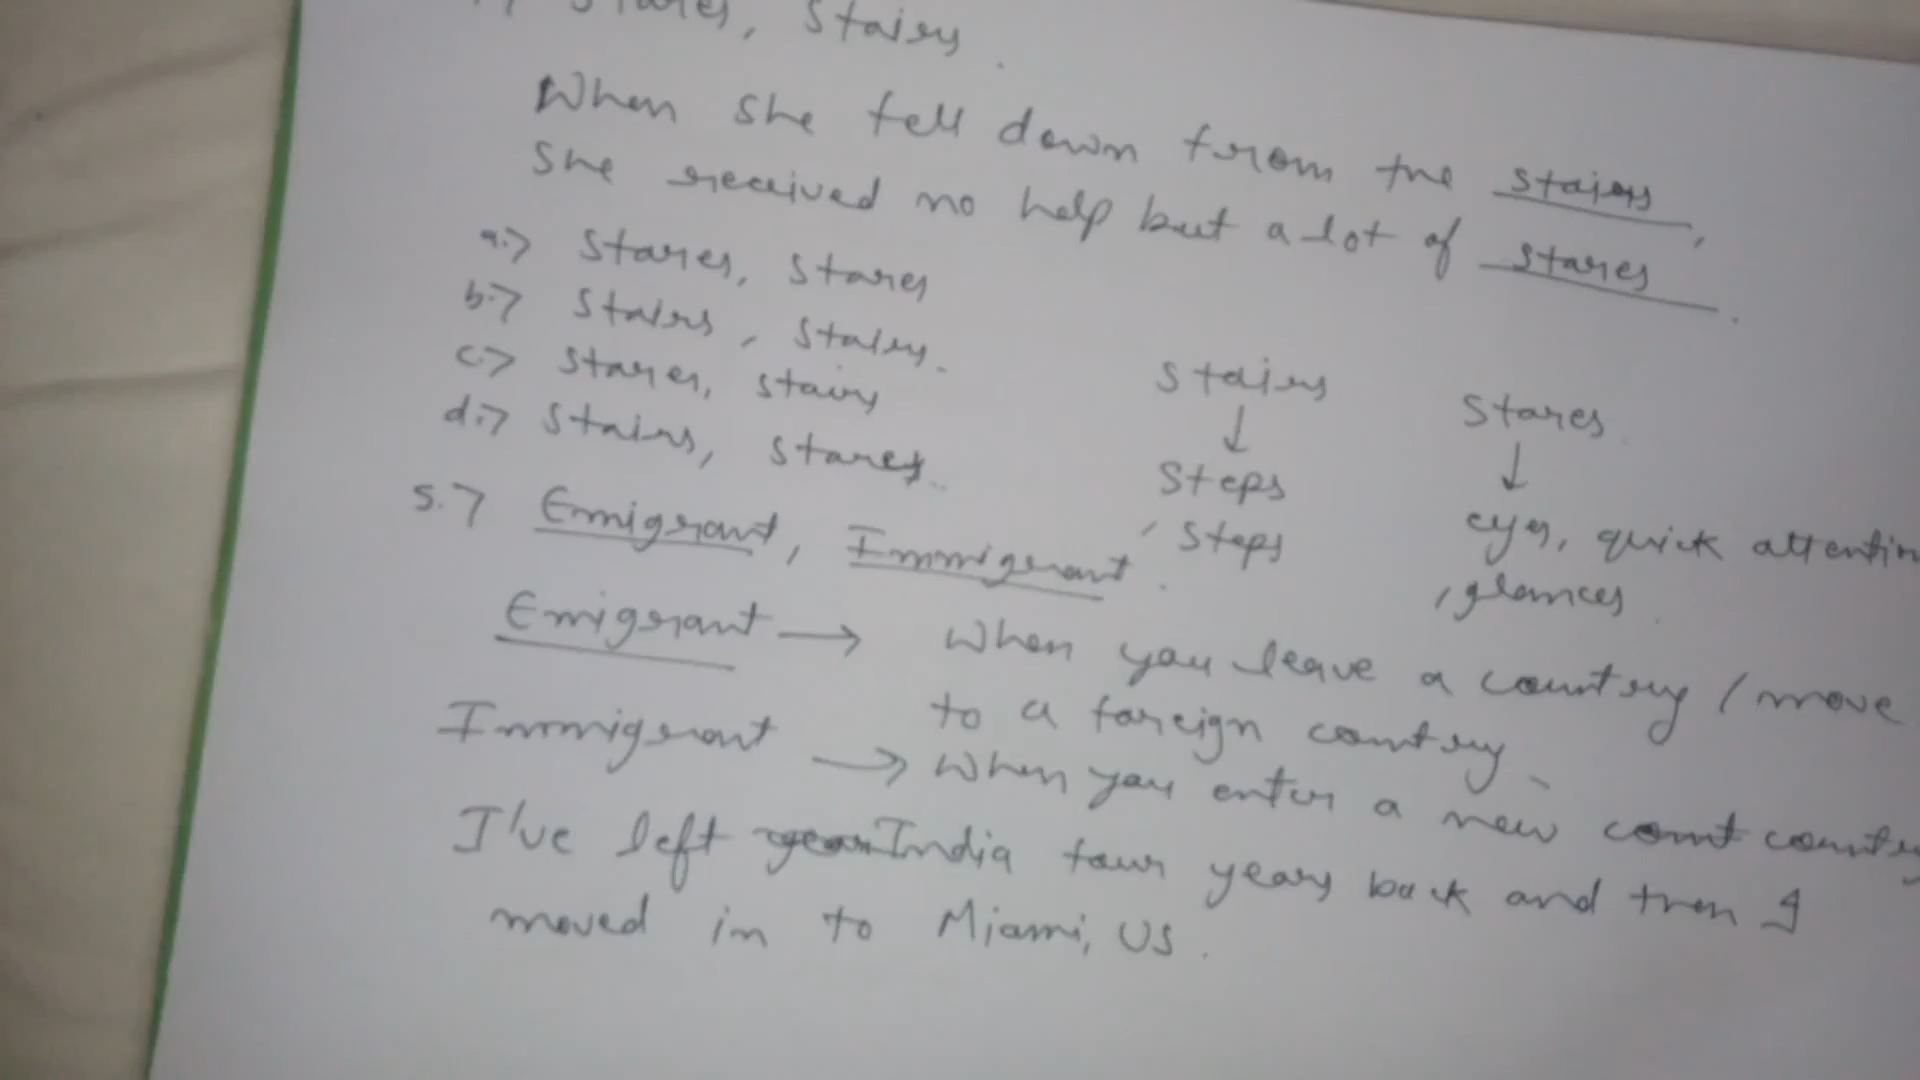 Stares, Stairs.
When she fell down from the stairs,
She received no help but a lot of stares.
a.> Stares, Stares
b.> Stairs, Stairs.
c.> Stares, stairs
d.> Stairs, stares.
Stairs
↓
Steps
, Steps
Stares
↓
eyes, quick attention
, glances.
5.> Emigrant, Immigrant.
Emigrant → When you leave a country / move
to a foreign country.
Immigrant → When you enter a new country
I've left India four years back and then I
moved in to Miami, US.